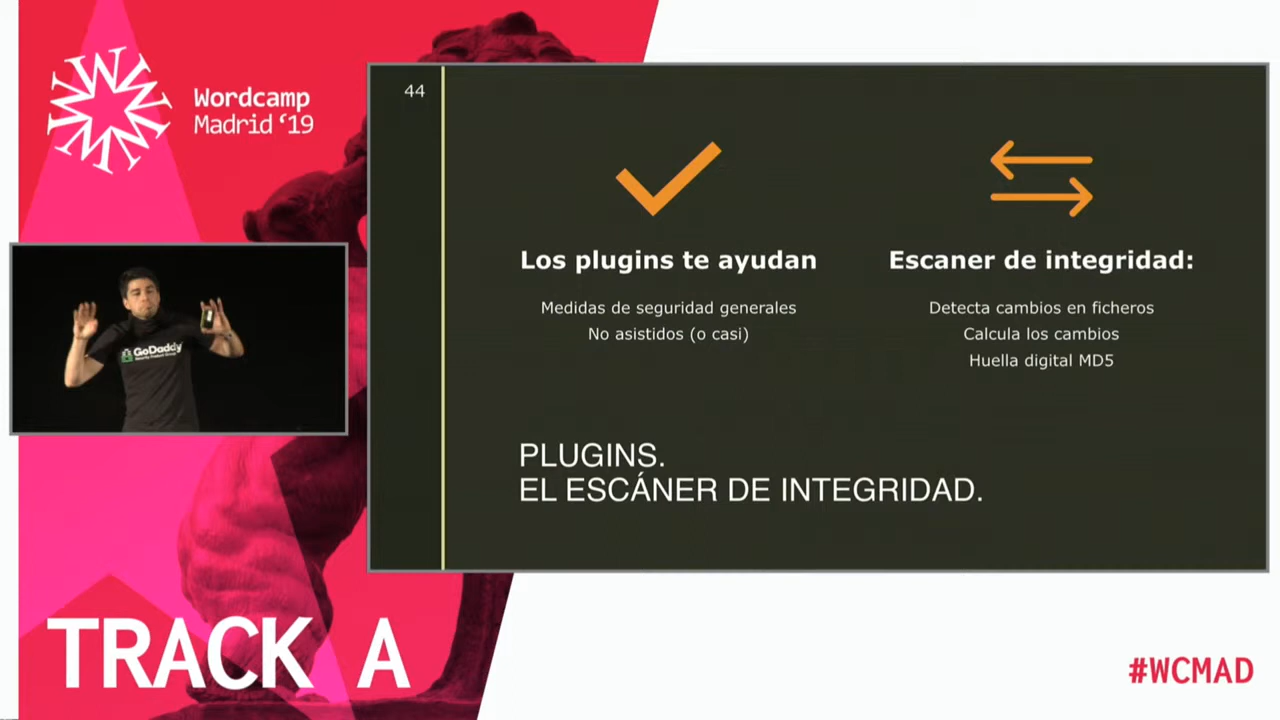 Wordcamp
Madrid ‘19
44
Los plugins te ayudan
Medidas de seguridad generales
No asistidos (o casi)
Escaner de integridad:
Detecta cambios en ficheros
Calcula los cambios
Huella digital MD5
PLUGINS.
EL ESCÁNER DE INTEGRIDAD.
GoDaddy
TRACK A
#WCMAD